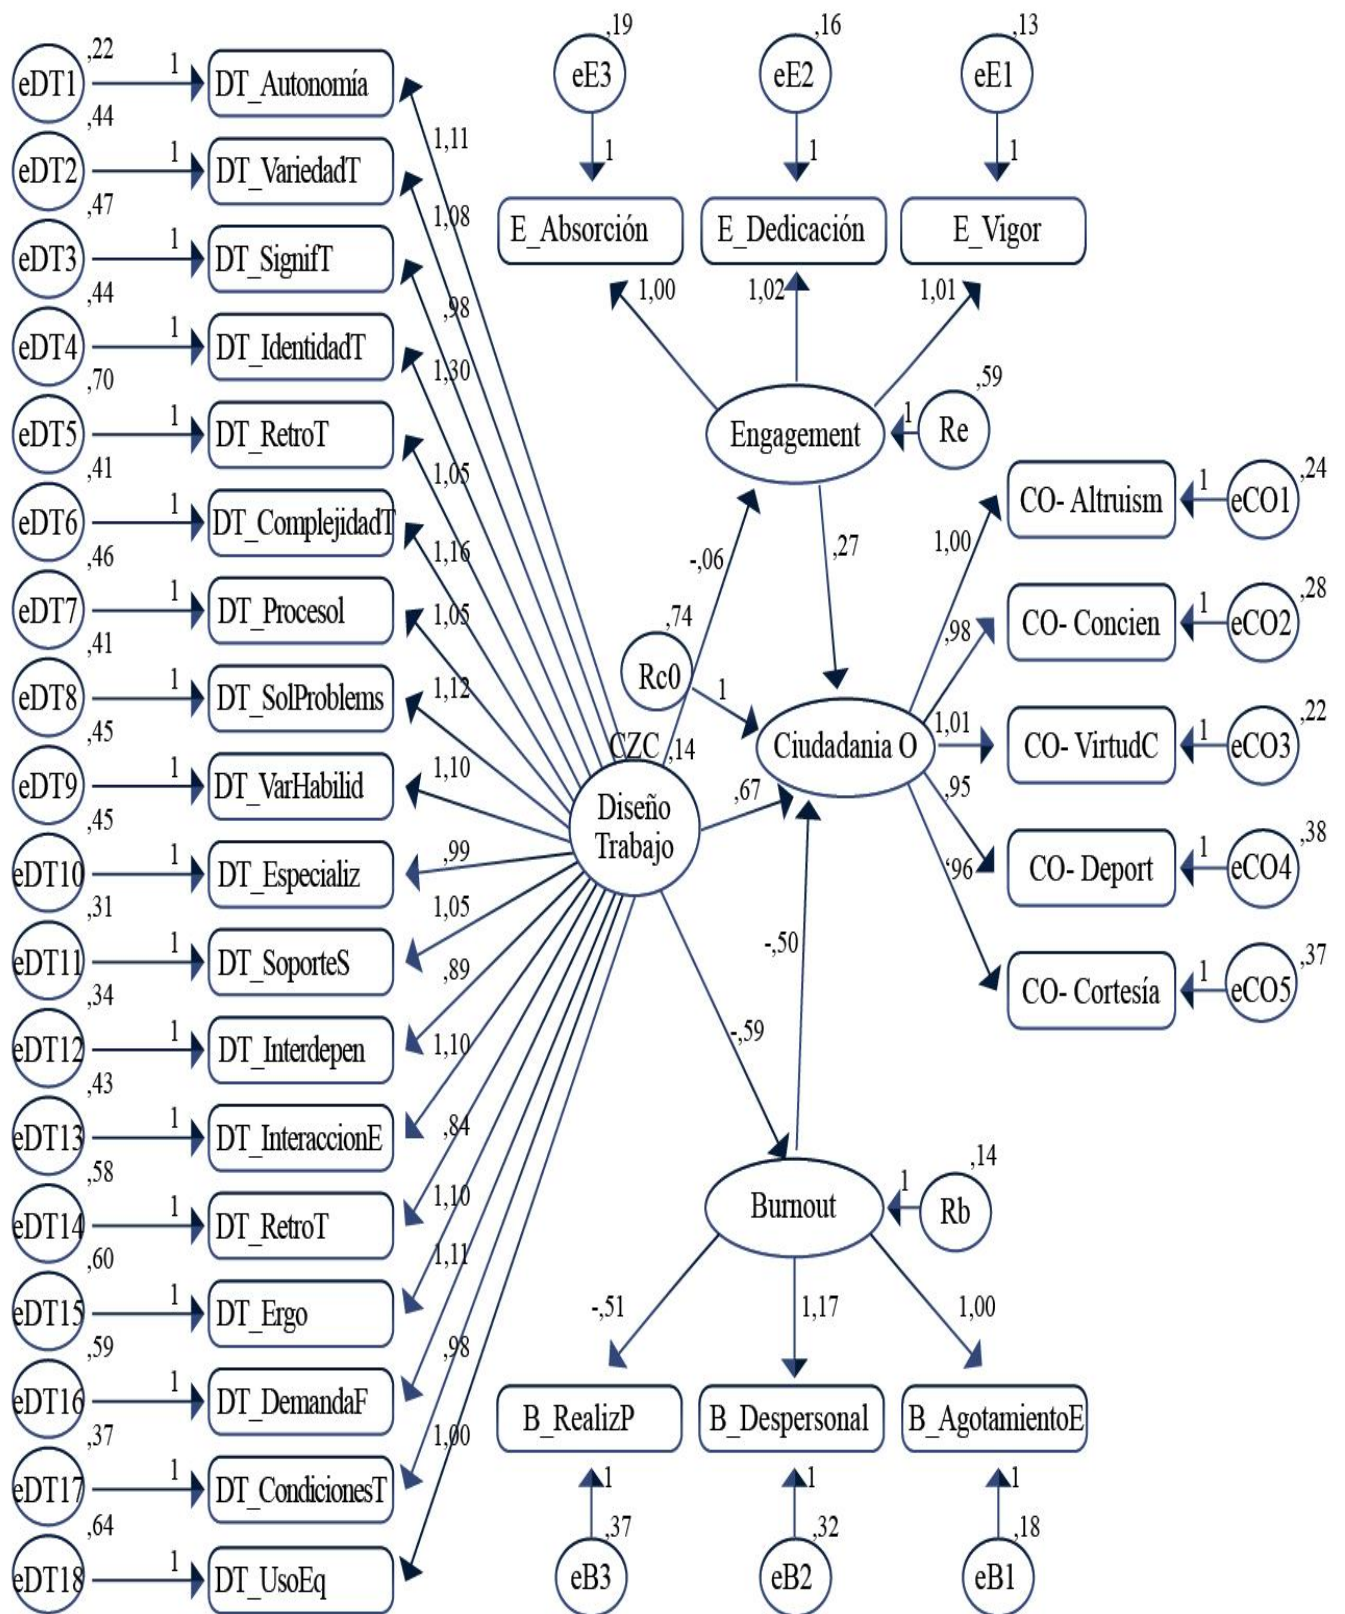 ,22
eDT1 1 DT_Autonomía
,44
eDT2 1 DT_VariedadT
,47
eDT3 1 DT_SignifT
,44
eDT4 1 DT_IdentidadT
,70
eDT5 1 DT_RetroT
,41
eDT6 1 DT_ComplejidadT
,46
eDT7 1 DT_Procesol
,41
eDT8 1 DT_SolProblems
,45
eDT9 1 DT_VarHabilid
,45
eDT10 1 DT_Especializ
,31
eDT11 1 DT_SoporteS
,34
eDT12 1 DT_Interdepen
,43
eDT13 1 DT_InteraccionE
,58
eDT14 1 DT_RetroT
,60
eDT15 1 DT_Ergo
,59
eDT16 1 DT_DemandaF
,37
eDT17 1 DT_CondicionesT
,64
eDT18 1 DT_UsoEq
1,11
1,08
,98
1,30
1,05
1,16
1,05
1,12
1,10
,99
1,05
,89
1,10
,84
1,10
1,11
,98
1,00
,19 ,16 ,13
eE3 eE2 eE1
1 1 1
E_Absorción E_Dedicación E_Vigor
1,00 1,02 1,01
,59
Engagement 1 Re
-,06 ,27
,74
Rc0 1
CZC ,14
Diseño
Trabajo
,67
Ciudadania O
-,50
-,59
,14
Burnout 1 Rb
-,51 1,17 1,00
B_RealizP B_Despersonal B_AgotamientoE
1 1 1
,37 ,32 ,18
eB3 eB2 eB1
1,00
,98
1,01
,95
‘96
,24
CO- Altruism 1 eCO1
,28
CO- Concien 1 eCO2
,22
CO- VirtudC 1 eCO3
,38
CO- Deport 1 eCO4
,37
CO- Cortesía 1 eCO5